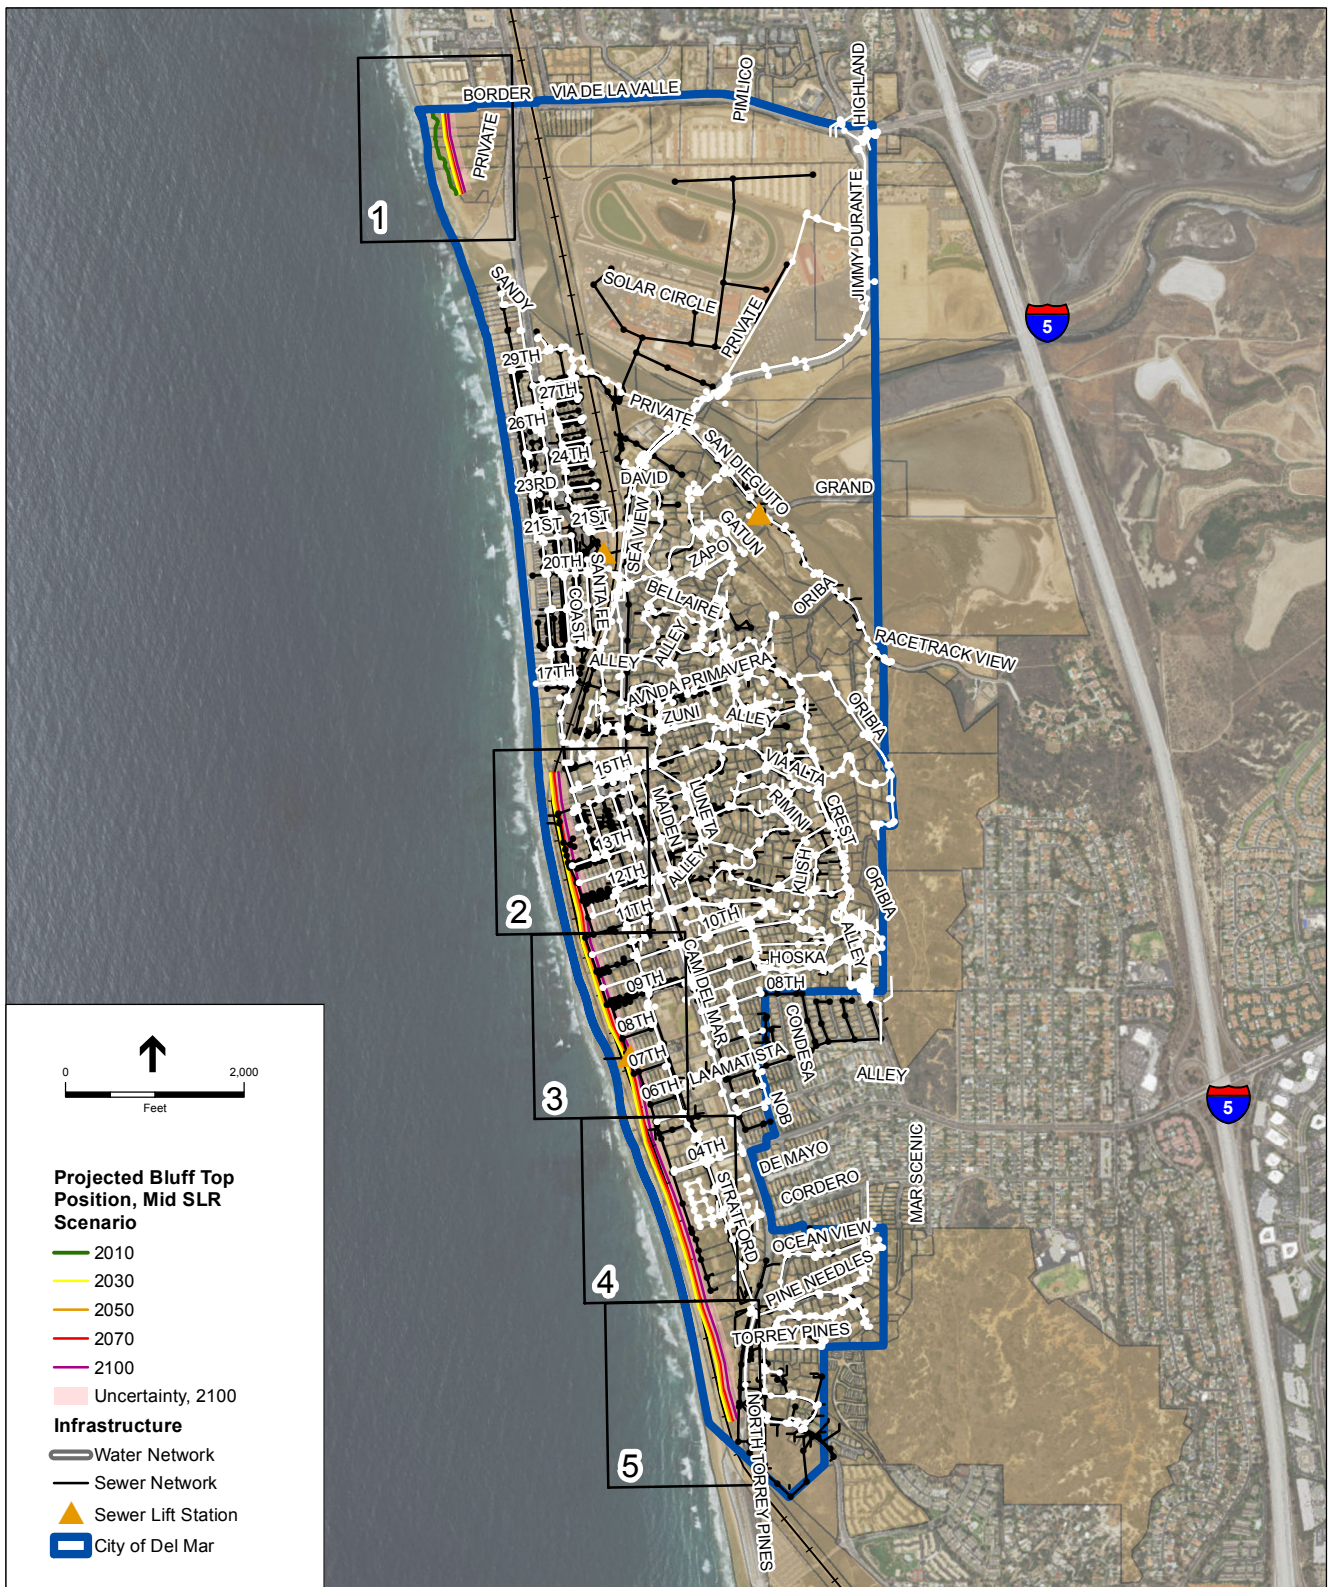 BORDER
VIA DE LA VALLE
PIMLICO
HIGHLAND
PRIVATE
1
JIMMY DURANTE
SANDY
SOLAR CIRCLE
PRIVATE
5
29TH
27TH
PRIVATE
26TH
24TH
SAN DIEGUITO
23RD
DAVID
GRAND
21ST
21ST
SEA VIEW
GATUN
20TH
SANTA FE
ZAPO
COAST
BELLAIRE
ORIBA
ALLEY
RACETRACK VIEW
ALLEY
17TH
AVNDA PRIMAVERA
ZUNI
ALLEY
ORIBIA
15TH
VIA ALTA
MAIDEN
LUNETA
RIMINI
CREST
13TH
12TH
ALLEY
KLISH
ORIBIA
2
11TH
10TH
ALLEY
CAM DEL MAR
HOSKA
09TH
08TH
08TH
CONDESA
07TH
LA AMATISTA
ALLEY
06TH
3
NOB
5
04TH
DE MAYO
MAR SCENIC
STRATFORD
CORDERO
OCEAN VIEW
4
PINE NEEDLES
TORREY PINES
5
NORTH TORREY PINES
0 2,000
Feet
Projected Bluff Top
Position, Mid SLR
Scenario
2010
2030
2050
2070
2100
Uncertainty, 2100
Infrastructure
Water Network
Sewer Network
Sewer Lift Station
City of Del Mar